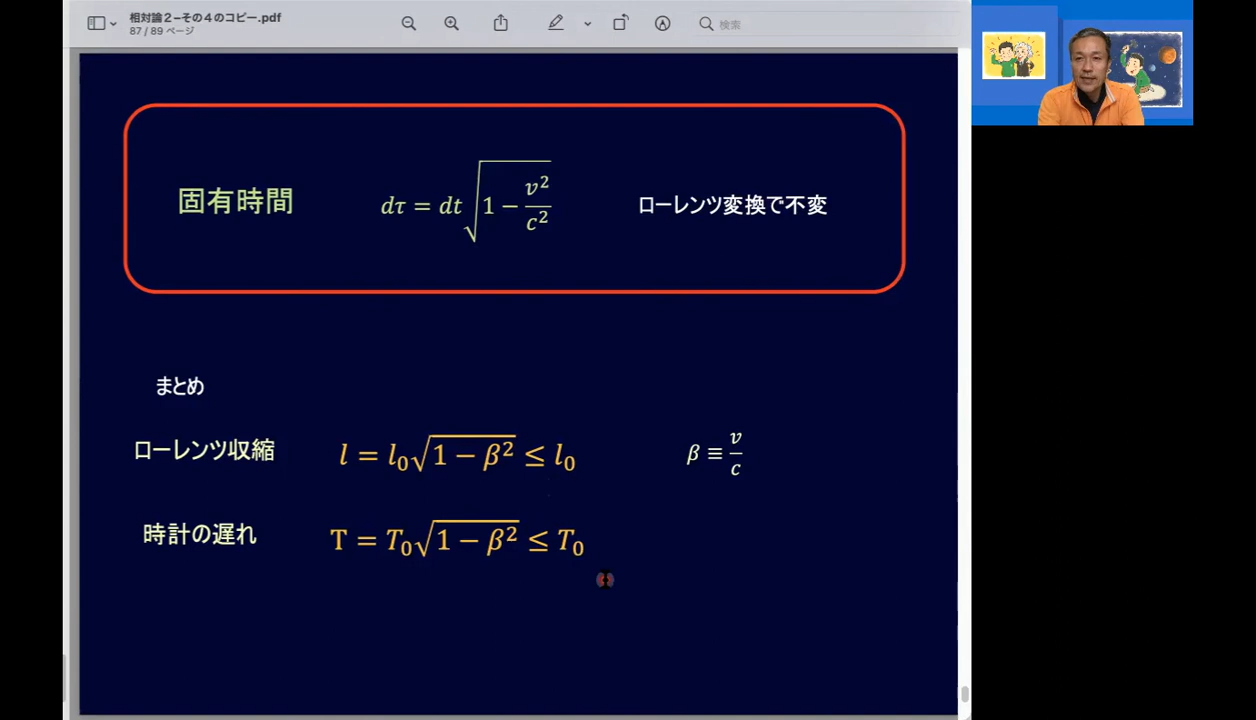 相対論２−その４のコピー.pdf
87 / 89 ページ
検索
固有時間 dτ = dt√(1 − v²/c²) ローレンツ変換で不変
まとめ
ローレンツ収縮 l = l₀√(1 − β²) ≤ l₀ β ≡ v/c
時計の遅れ T = T₀√(1 − β²) ≤ T₀